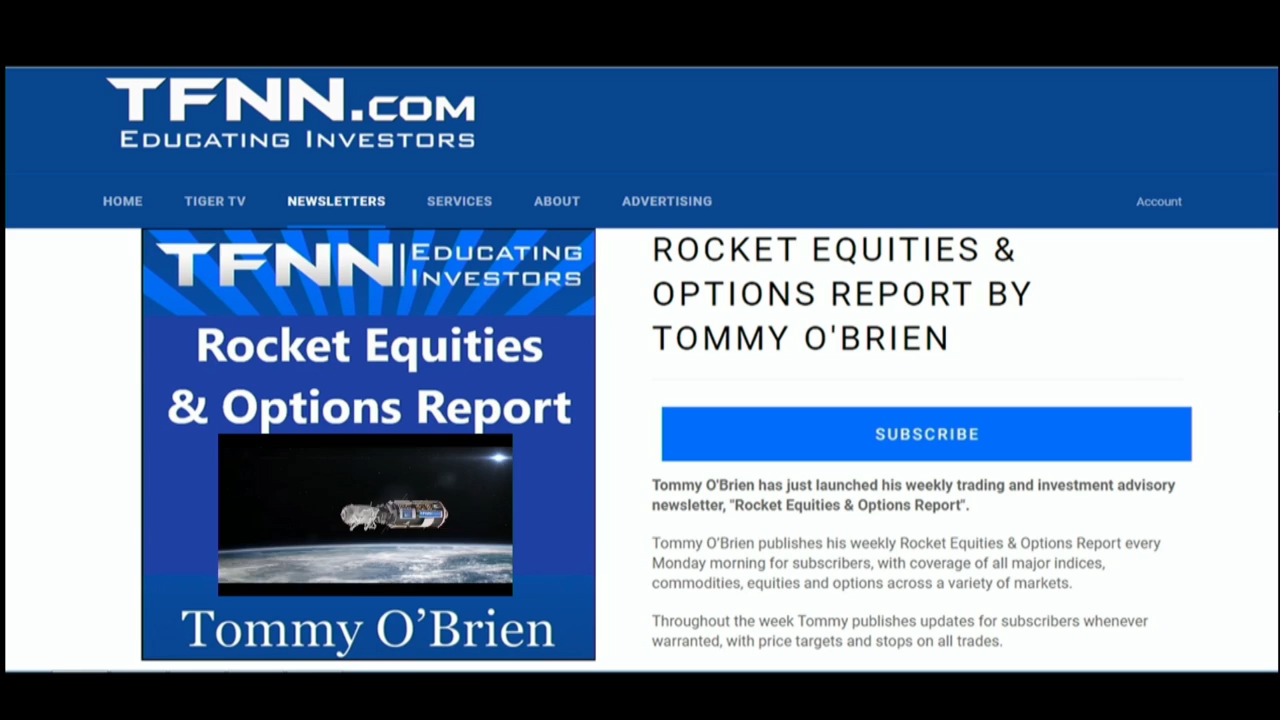 TFNN.COM
EDUCATING INVESTORS
HOME TIGER TV NEWSLETTERS SERVICES ABOUT ADVERTISING Account
TFNN EDUCATING
INVESTORS
Rocket Equities
& Options Report
Tommy O'Brien
ROCKET EQUITIES &
OPTIONS REPORT BY
TOMMY O'BRIEN
SUBSCRIBE
Tommy O'Brien has just launched his weekly trading and investment advisory
newsletter, "Rocket Equities & Options Report".
Tommy O'Brien publishes his weekly Rocket Equities & Options Report every
Monday morning for subscribers, with coverage of all major indices,
commodities, equities and options across a variety of markets.
Throughout the week Tommy publishes updates for subscribers whenever
warranted, with price targets and stops on all trades.